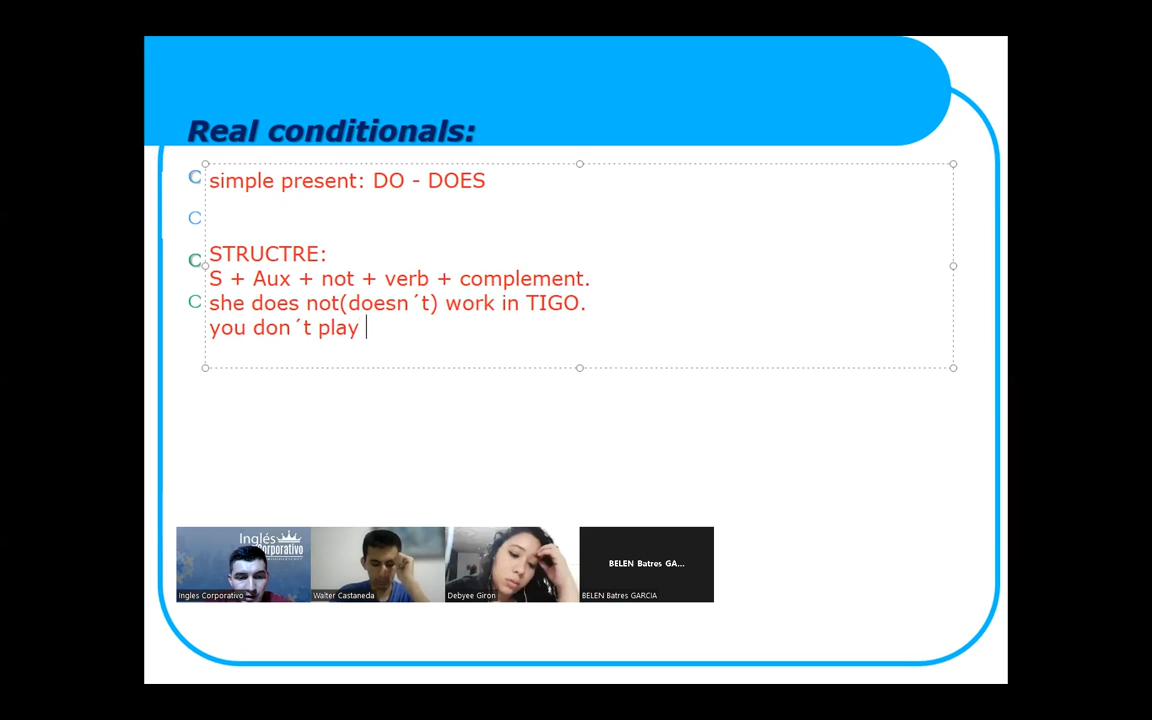 Real conditionals:
simple present: DO - DOES
STRUCTRE:
S + Aux + not + verb + complement.
she does not(doesn´t) work in TIGO.
you don´t play
Inglés
Corporativo
BELEN Batres GA...
Ingles Corporativo
Walter Castaneda
Debyee Giron
BELEN Batres GARCIA